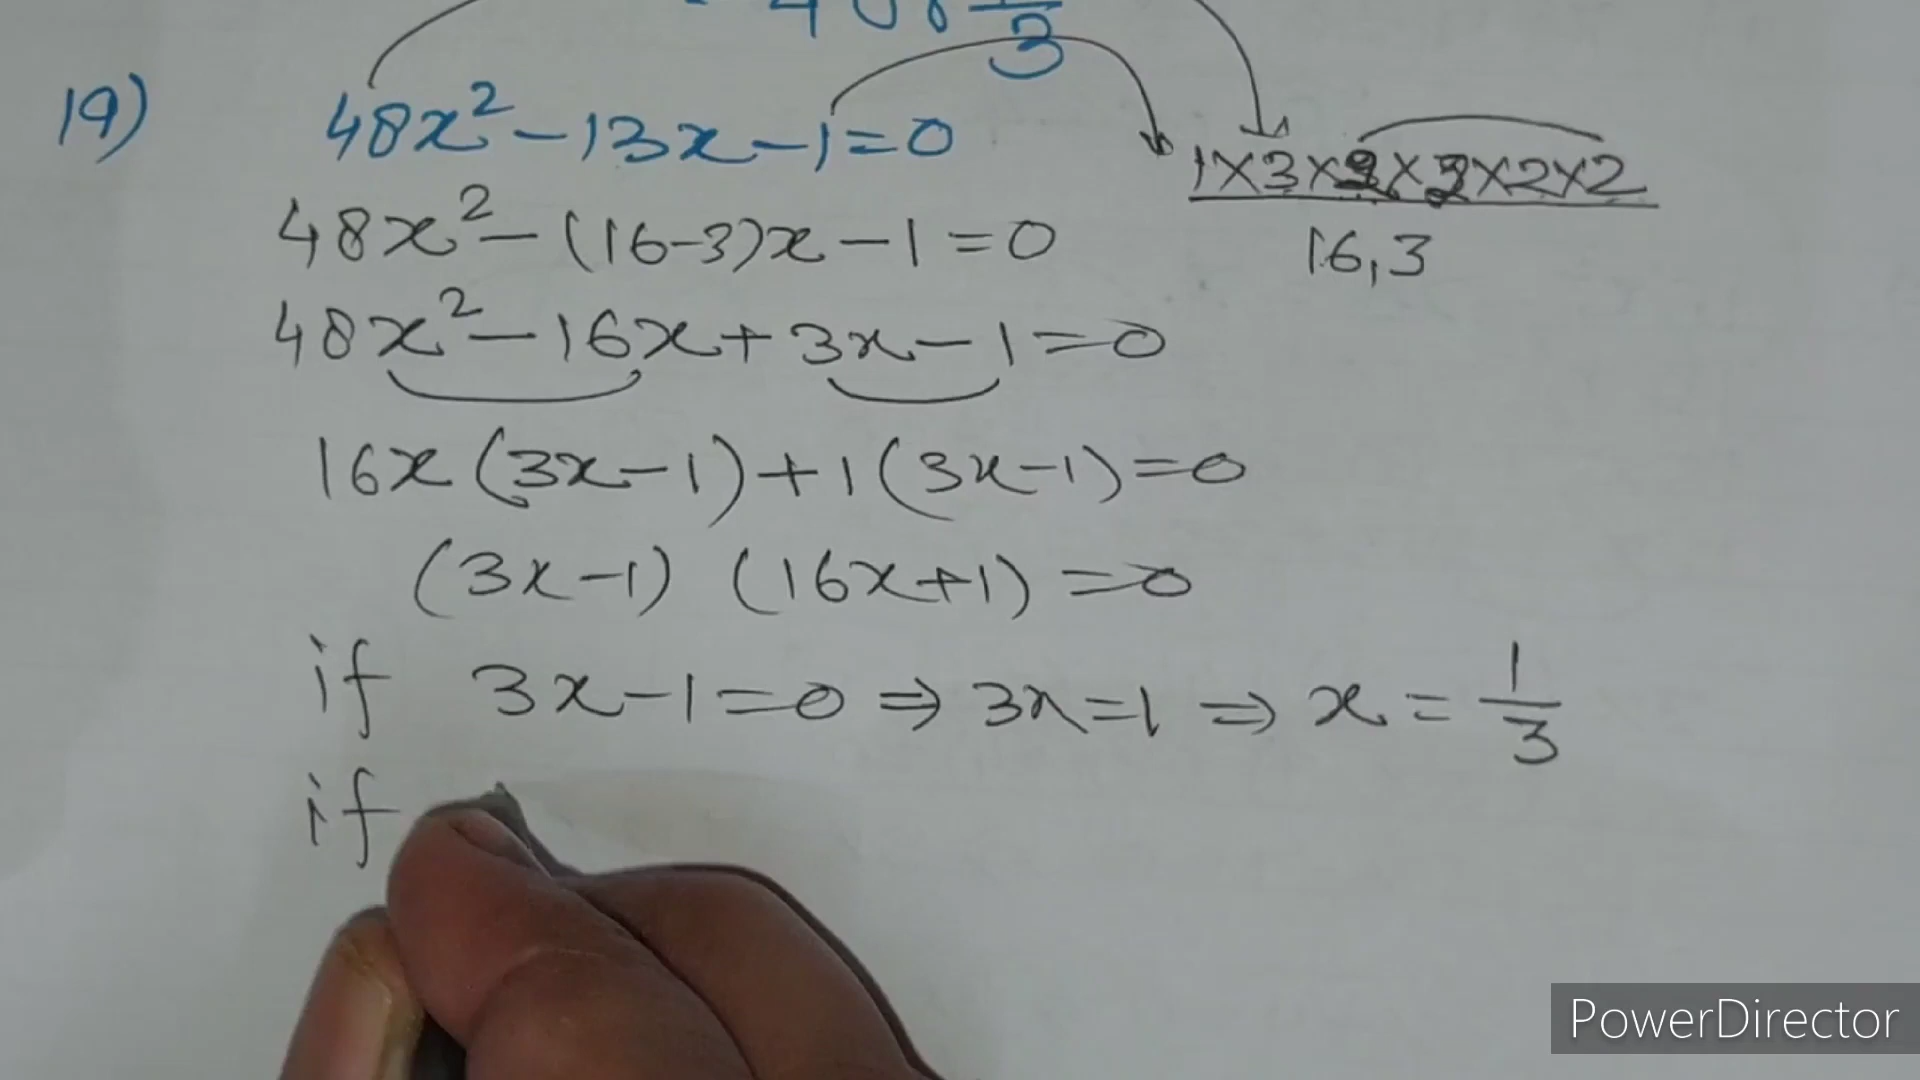 19) 48x² - 13x - 1 = 0
1×3×2×2×2×2
48x² - (16-3)x - 1 = 0
16,3
48x² - 16x + 3x - 1 = 0
16x (3x - 1) + 1 (3x - 1) = 0
(3x - 1) (16x + 1) = 0
if 3x - 1 = 0 ⇒ 3x = 1 ⇒ x = 1/3
if
PowerDirector